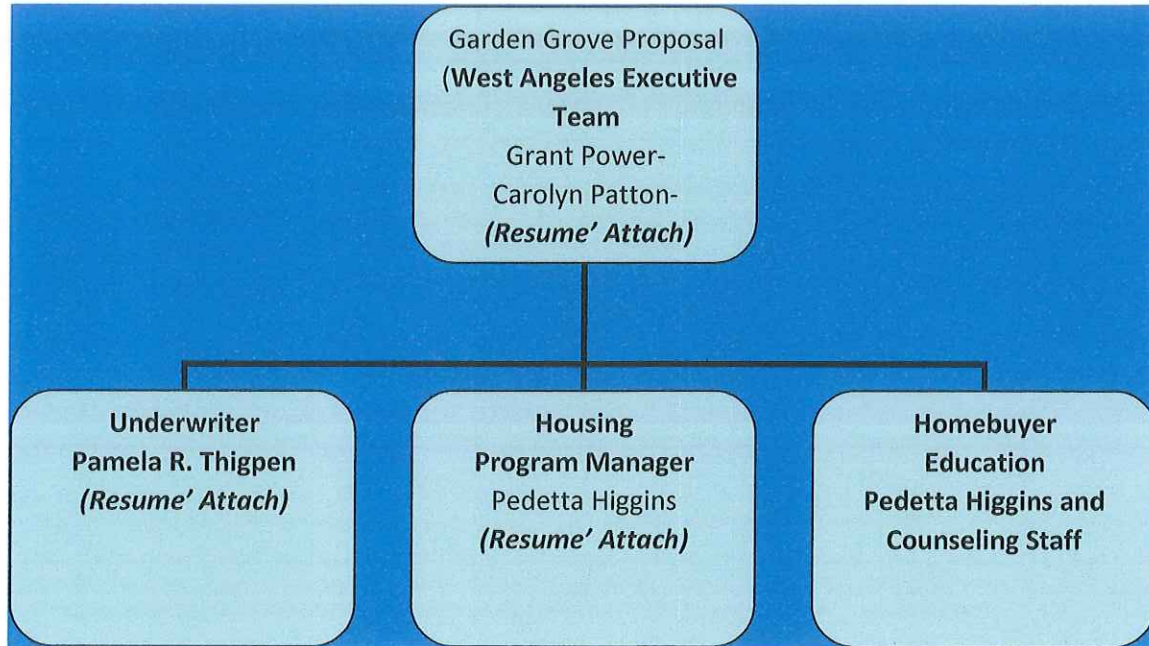 Garden Grove Proposal
(West Angeles Executive
Team
Grant Power-
Carolyn Patton-
(Resume' Attach)
Underwriter
Pamela R. Thigpen
(Resume' Attach)
Housing
Program Manager
Pedetta Higgins
(Resume' Attach)
Homebuyer
Education
Pedetta Higgins and
Counseling Staff